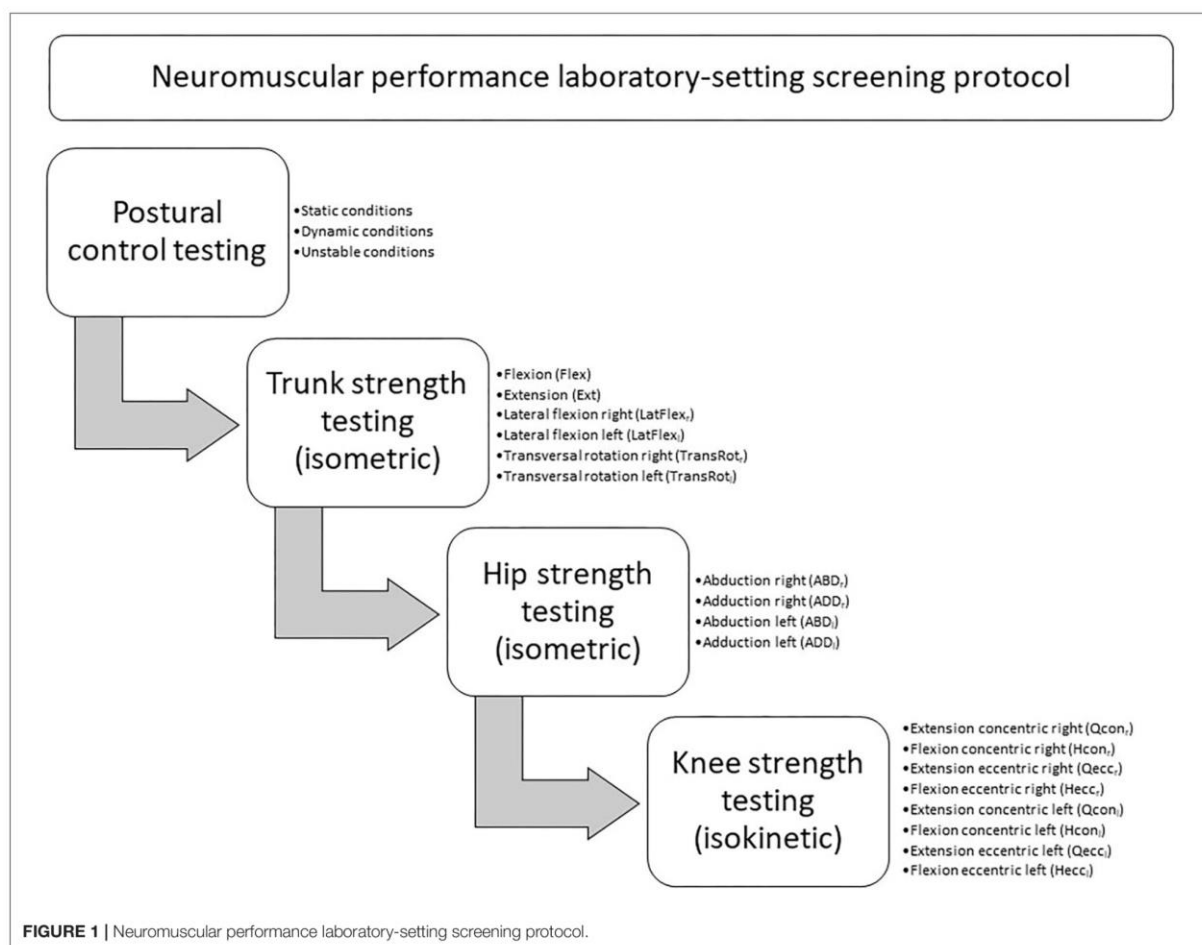 Neuromuscular performance laboratory-setting screening protocol
Postural
control testing
•Static conditions
•Dynamic conditions
•Unstable conditions
Trunk strength
testing
(isometric)
•Flexion (Flex)
•Extension (Ext)
•Lateral flexion right (LatFlexᵣ)
•Lateral flexion left (LatFlexₗ)
•Transversal rotation right (TransRotᵣ)
•Transversal rotation left (TransRotₗ)
Hip strength
testing
(isometric)
•Abduction right (ABDᵣ)
•Adduction right (ADDᵣ)
•Abduction left (ABDₗ)
•Adduction left (ADDₗ)
Knee strength
testing
(isokinetic)
•Extension concentric right (Qconᵣ)
•Flexion concentric right (Hconᵣ)
•Extension eccentric right (Qeccᵣ)
•Flexion eccentric right (Heccᵣ)
•Extension concentric left (Qconₗ)
•Flexion concentric left (Hconₗ)
•Extension eccentric left (Qeccₗ)
•Flexion eccentric left (Heccₗ)
FIGURE 1 | Neuromuscular performance laboratory-setting screening protocol.